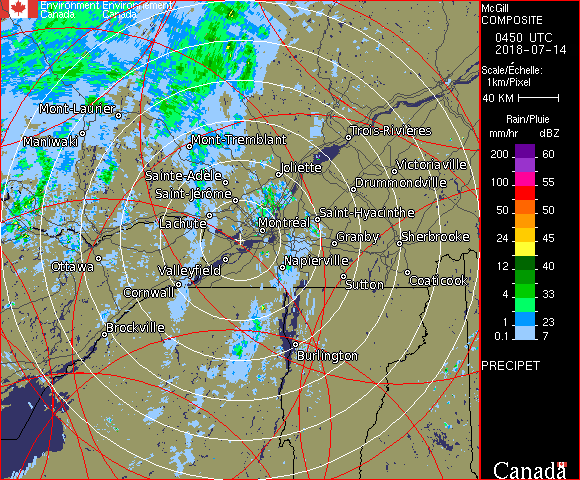 Environment Environnement
Canada Canada
McGill
COMPOSITE
0450 UTC
2018-07-14
Scale/Échelle:
1km/Pixel
40 KM
Rain/Pluie
mm/hr dBZ
200 60
150 57
100 55
50 50
24 45
12 40
4 33
1 23
0.1 7
PRECIPET
Canada
Mont-Laurier
Maniwaki
Mont-Tremblant
Trois-Rivières
Victoriaville
Joliette
Sainte-Adèle
Drummondville
Saint-Jérôme
Lachute
Saint-Hyacinthe
Montréal
Granby
Sherbrooke
Ottawa
Valleyfield
Napierville
Cornwall
Sutton
Coaticook
Brockville
Burlington